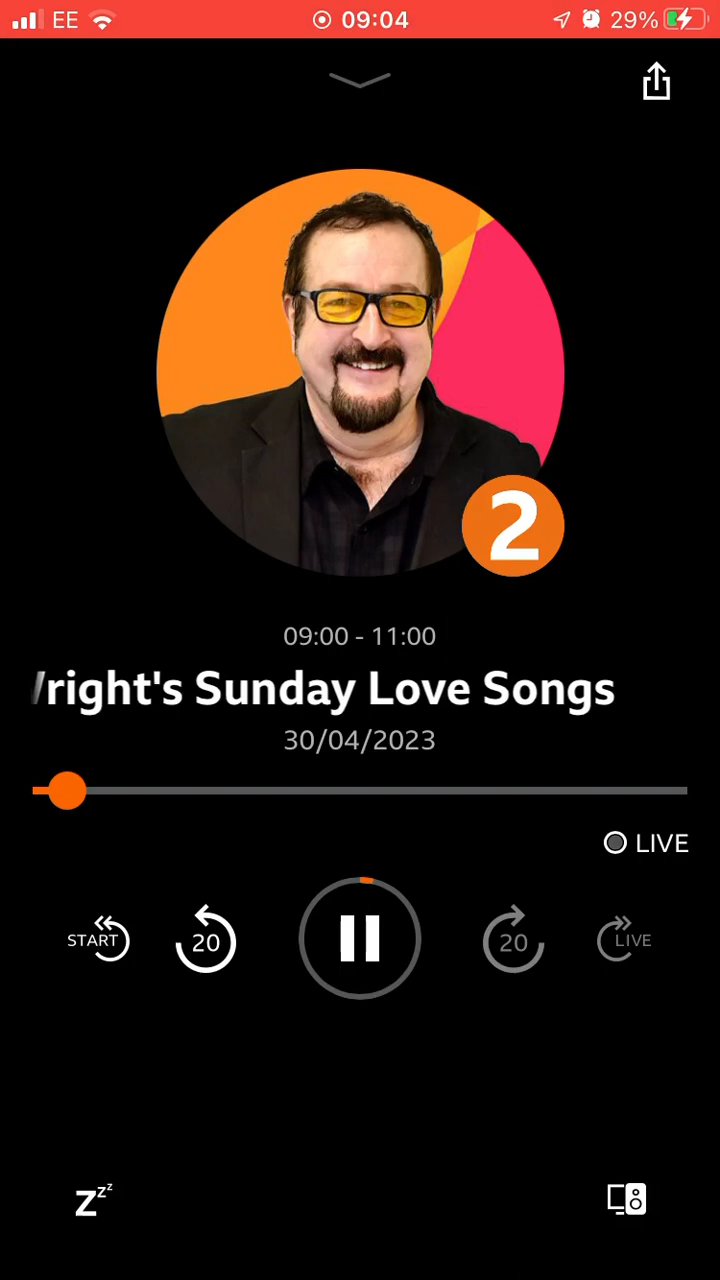 EE 09:04 29%
2
09:00 - 11:00
right's Sunday Love Songs
30/04/2023
LIVE
START 20 20 LIVE
zzz